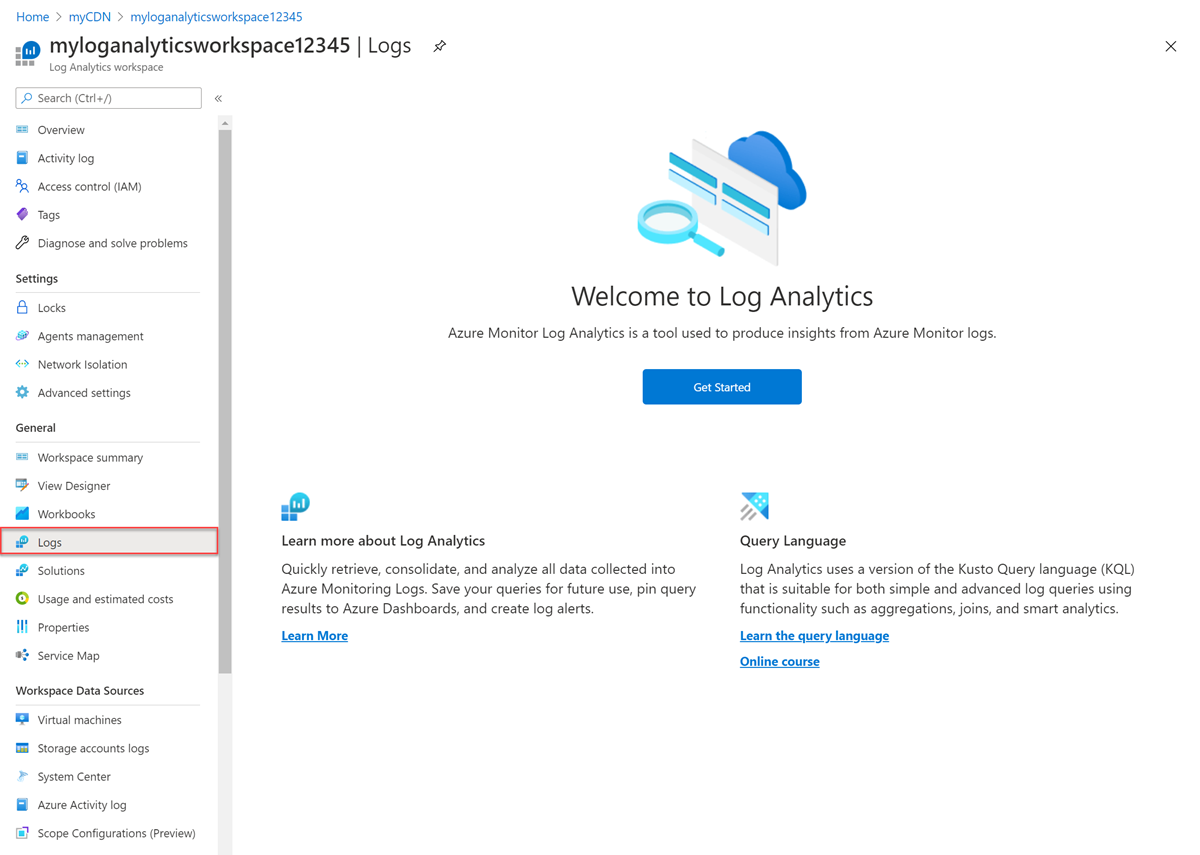 Home > myCDN > myloganalyticsworkspace12345
myloganalyticsworkspace12345 | Logs
Log Analytics workspace
Search (Ctrl+/)
«
Overview
Activity log
Access control (IAM)
Tags
Diagnose and solve problems
Settings
Locks
Agents management
Network Isolation
Advanced settings
General
Workspace summary
View Designer
Workbooks
Logs
Solutions
Usage and estimated costs
Properties
Service Map
Workspace Data Sources
Virtual machines
Storage accounts logs
System Center
Azure Activity log
Scope Configurations (Preview)
Welcome to Log Analytics
Azure Monitor Log Analytics is a tool used to produce insights from Azure Monitor logs.
Get Started
Learn more about Log Analytics
Quickly retrieve, consolidate, and analyze all data collected into
Azure Monitoring Logs. Save your queries for future use, pin query
results to Azure Dashboards, and create log alerts.
Learn More
Query Language
Log Analytics uses a version of the Kusto Query language (KQL)
that is suitable for both simple and advanced log queries using
functionality such as aggregations, joins, and smart analytics.
Learn the query language
Online course